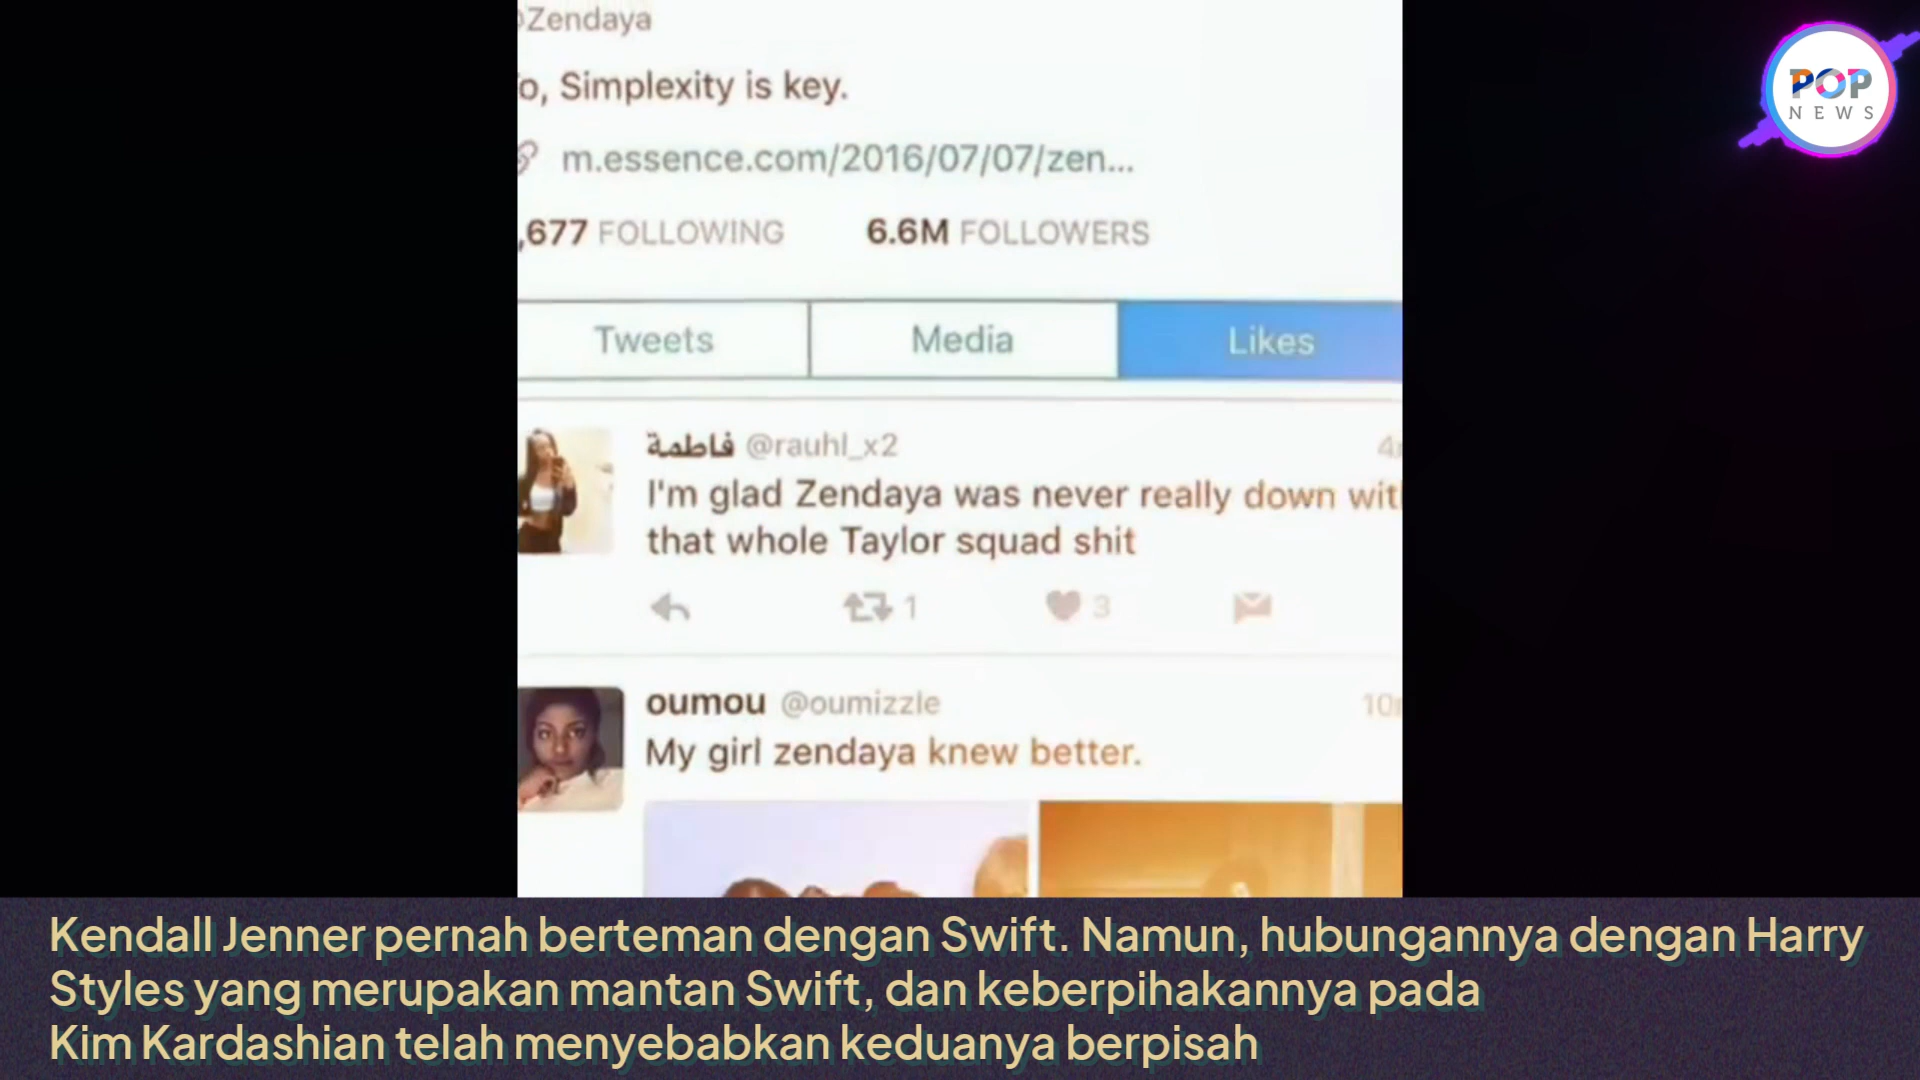 @Zendaya
o, Simplexity is key.
m.essence.com/2016/07/07/zen...
,677 FOLLOWING 6.6M FOLLOWERS
Tweets Media Likes
فاطمة @rauhl_x2
I'm glad Zendaya was never really down wit
that whole Taylor squad shit
1 3
oumou @oumizzle
My girl zendaya knew better.
POP
NEWS
Kendall Jenner pernah berteman dengan Swift. Namun, hubungannya dengan Harry
Styles yang merupakan mantan Swift, dan keberpihakannya pada
Kim Kardashian telah menyebabkan keduanya berpisah